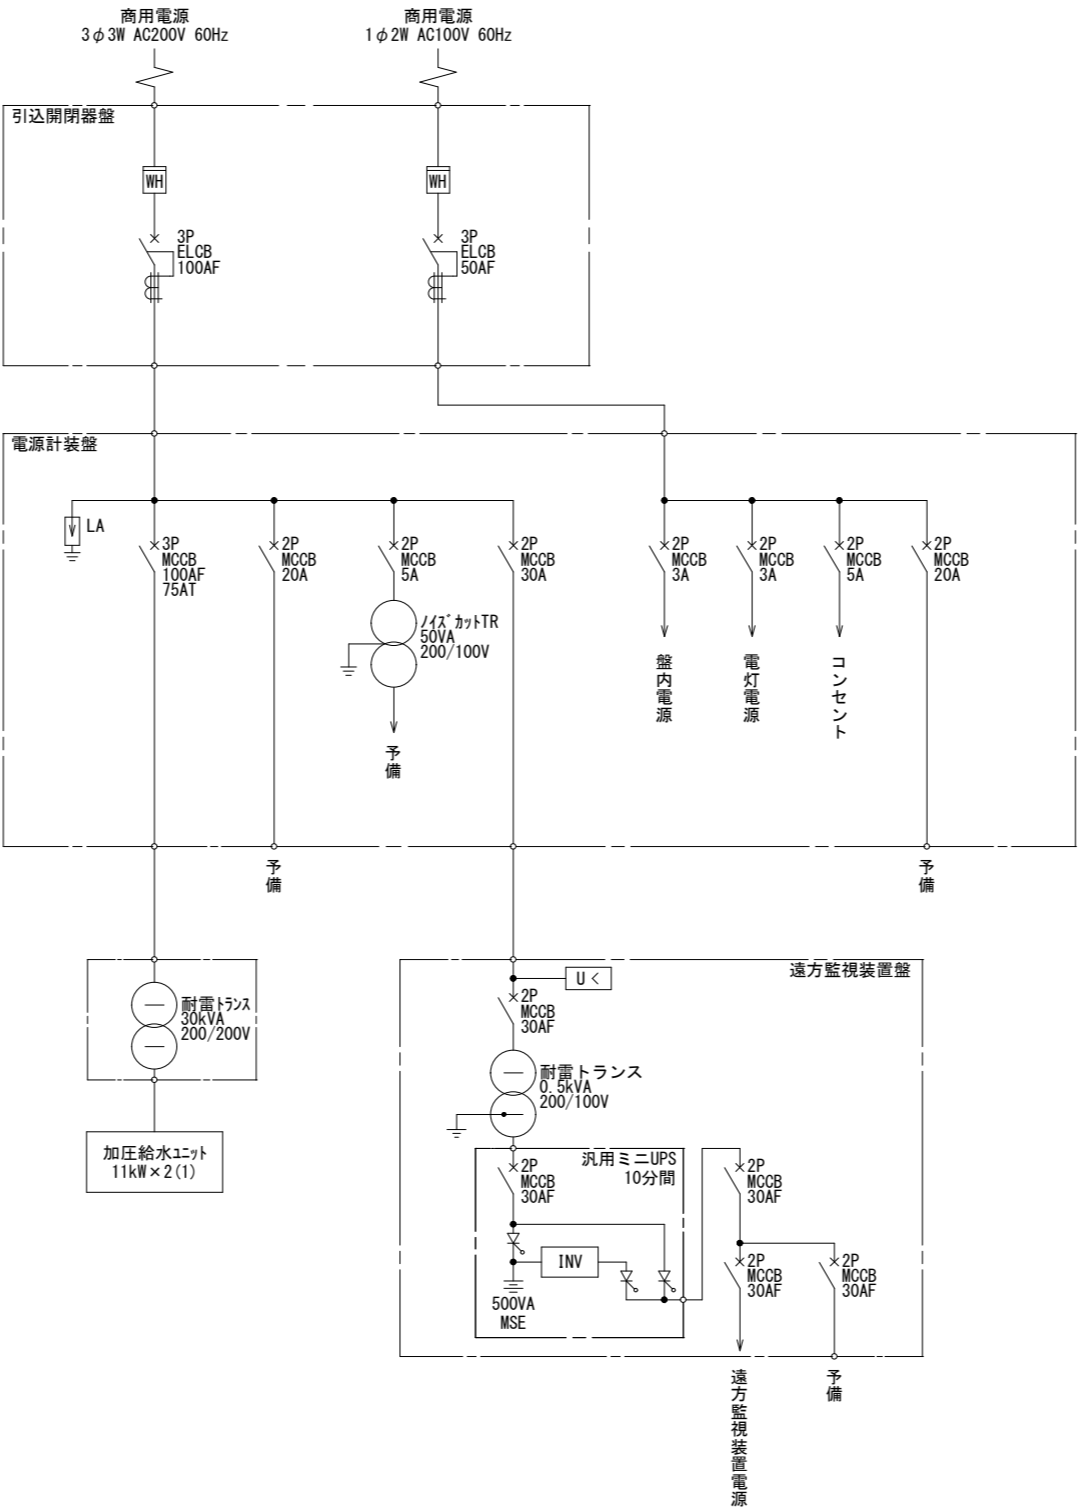 商用電源
3φ3W AC200V 60Hz
商用電源
1φ2W AC100V 60Hz
引込開閉器盤
WH
WH
3P
ELCB
100AF
3P
ELCB
50AF
電源計装盤
LA
3P
MCCB
100AF
75AT
2P
MCCB
20A
2P
MCCB
5A
2P
MCCB
30A
2P
MCCB
3A
2P
MCCB
3A
2P
MCCB
5A
2P
MCCB
20A
ﾉｲｽﾞｶｯﾄTR
50VA
200/100V
予備
盤内電源
電灯電源
コンセント
予備
予備
耐雷ﾄﾗﾝｽ
30kVA
200/200V
加圧給水ﾕﾆｯﾄ
11kW×2(1)
遠方監視装置盤
U<
2P
MCCB
30AF
耐雷トランス
0.5kVA
200/100V
汎用ミニUPS
10分間
2P
MCCB
30AF
INV
500VA
MSE
2P
MCCB
30AF
2P
MCCB
30AF
2P
MCCB
30AF
遠方監視装置電源
予備